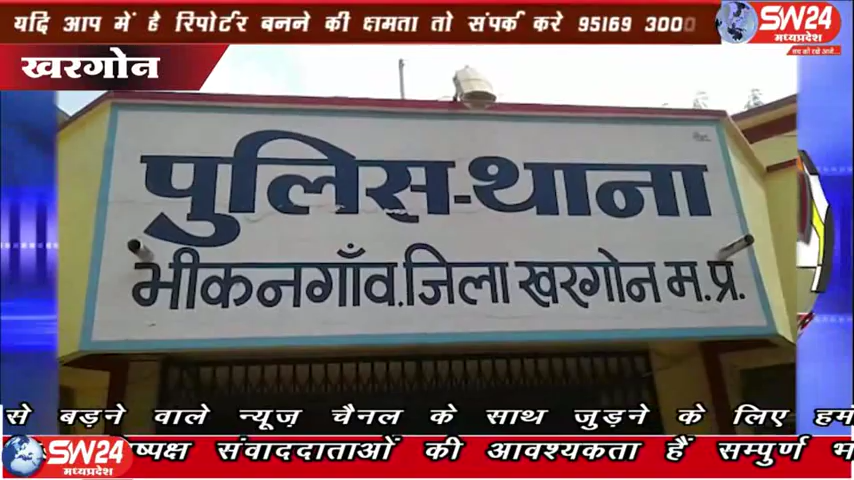 यदि आप में है रिपोर्टर बनने की क्षमता तो संपर्क करे 95169 3000
SW24
मध्यप्रदेश
खरगोन
पुलिस-थाना
भीकनगाँव.जिला खरगोन म.प्र.
से बड़ने वाले न्यूज़ चैनल के साथ जुड़ने के लिए हम
SW24
मध्यप्रदेश
ष्पक्ष संवाददाताओं की आवश्यकता हैं सम्पुर्ण भ